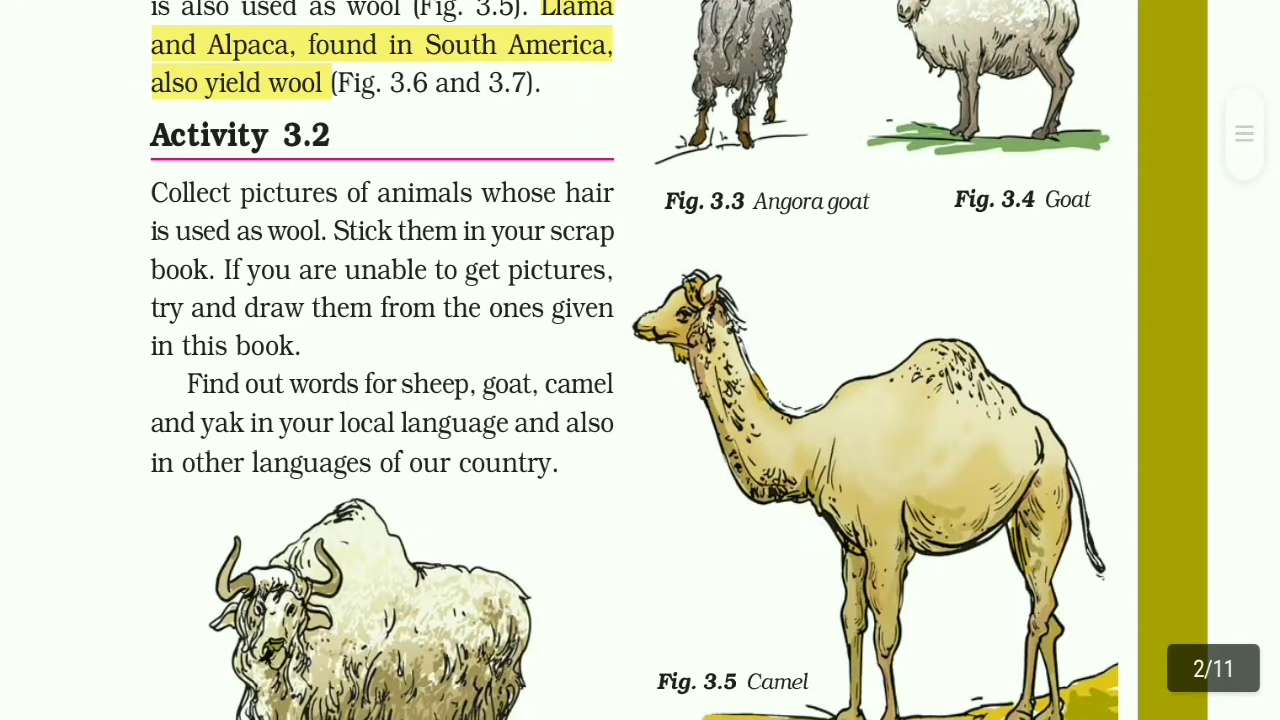 is also used as wool (Fig. 3.5). Llama
and Alpaca, found in South America,
also yield wool (Fig. 3.6 and 3.7).
Activity 3.2
Collect pictures of animals whose hair
is used as wool. Stick them in your scrap
book. If you are unable to get pictures,
try and draw them from the ones given
in this book.
Find out words for sheep, goat, camel
and yak in your local language and also
in other languages of our country.
Fig. 3.3 Angora goat
Fig. 3.4 Goat
Fig. 3.5 Camel
2/11